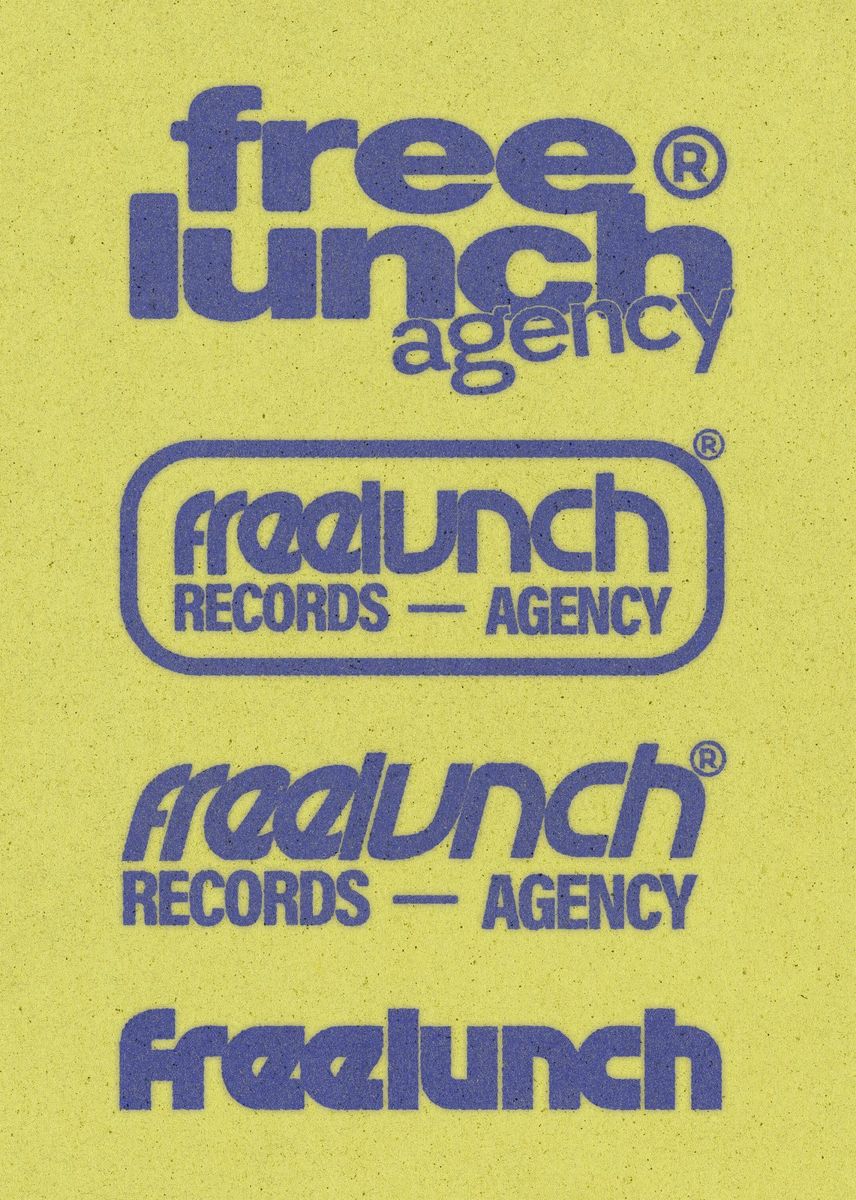 free ®
lunch
agency
®
freelunch
RECORDS — AGENCY
freelunch ®
RECORDS — AGENCY
freelunch